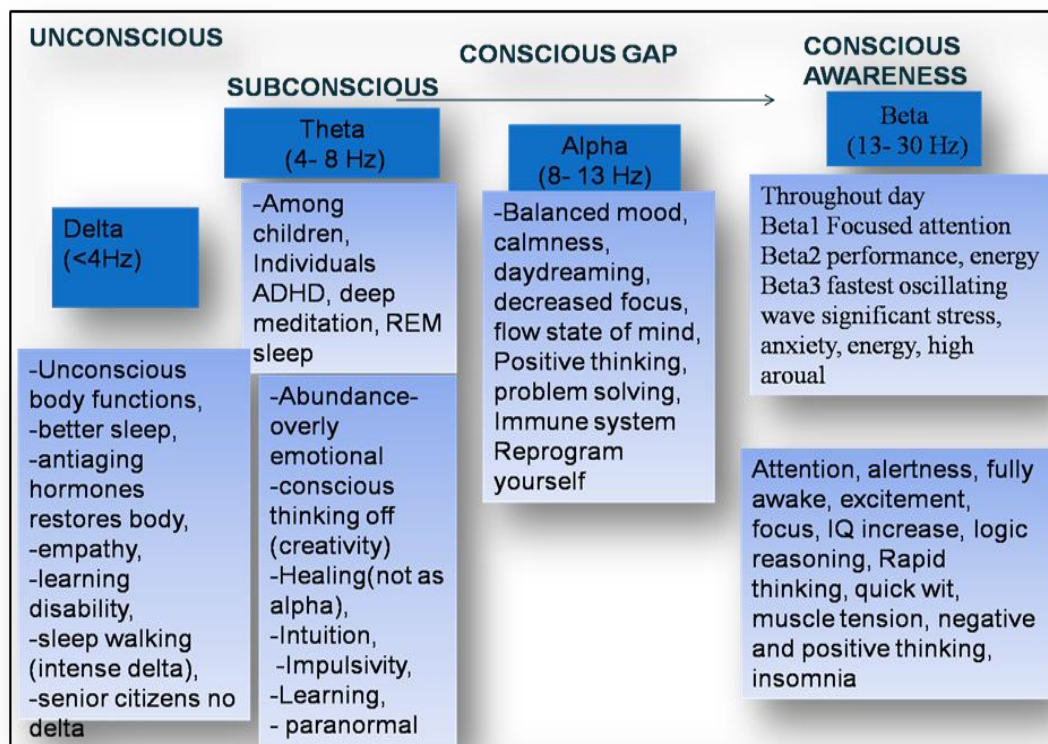 UNCONSCIOUS
Delta
(<4Hz)
-Unconscious
body functions,
-better sleep,
-antiaging
hormones
restores body,
-empathy,
-learning
disability,
-sleep walking
(intense delta),
-senior citizens no
delta
SUBCONSCIOUS
Theta
(4- 8 Hz)
-Among
children,
Individuals
ADHD, deep
meditation, REM
sleep
-Abundance-
overly
emotional
-conscious
thinking off
(creativity)
-Healing(not as
alpha),
-Intuition,
-Impulsivity,
-Learning,
- paranormal
CONSCIOUS GAP
Alpha
(8- 13 Hz)
-Balanced mood,
calmness,
daydreaming,
decreased focus,
flow state of mind,
Positive thinking,
problem solving,
Immune system
Reprogram
yourself
CONSCIOUS
AWARENESS
Beta
(13- 30 Hz)
Throughout day
Beta1 Focused attention
Beta2 performance, energy
Beta3 fastest oscillating
wave significant stress,
anxiety, energy, high
aroual
Attention, alertness, fully
awake, excitement,
focus, IQ increase, logic
reasoning, Rapid
thinking, quick wit,
muscle tension, negative
and positive thinking,
insomnia